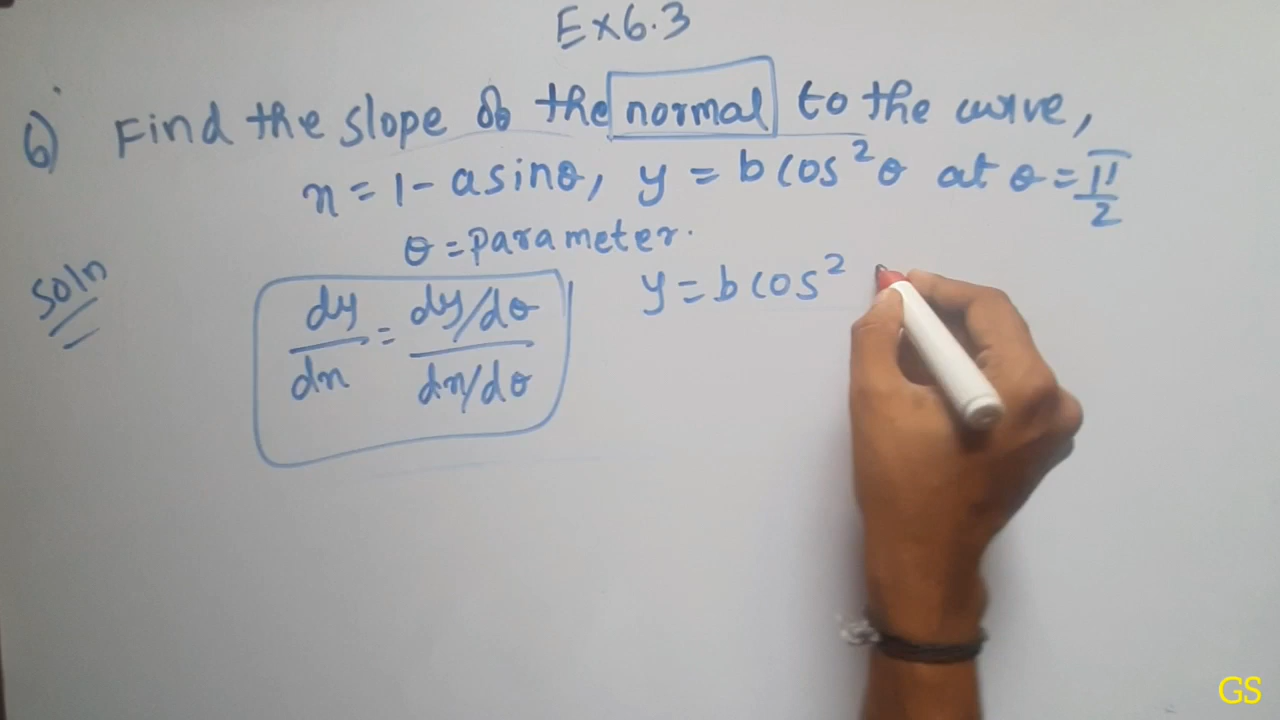 Ex 6.3
6) Find the slope of the normal to the curve,
x = 1 - a sinθ, y = b cos²θ at θ = π/2
θ = parameter.
Soln
dy/dx = dy/dθ / dx/dθ
y = b cos²
GS